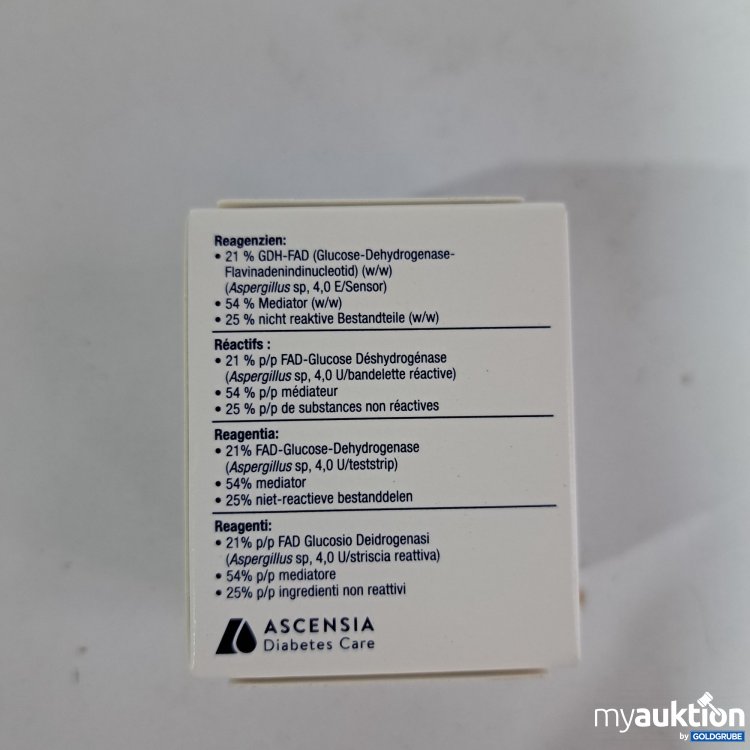 Reagenzien:
• 21 % GDH-FAD (Glucose-Dehydrogenase-
Flavinadenindinucleotid) (w/w)
(Aspergillus sp, 4,0 E/Sensor)
• 54 % Mediator (w/w)
• 25 % nicht reaktive Bestandteile (w/w)
Réactifs :
• 21 % p/p FAD-Glucose Déshydrogénase
(Aspergillus sp, 4,0 U/bandelette réactive)
• 54 % p/p médiateur
• 25 % p/p de substances non réactives
Reagentia:
• 21% FAD-Glucose-Dehydrogenase
(Aspergillus sp, 4,0 U/teststrip)
• 54% mediator
• 25% niet-reactieve bestanddelen
Reagenti:
• 21% p/p FAD Glucosio Deidrogenasi
(Aspergillus sp, 4,0 U/striscia reattiva)
• 54% p/p mediatore
• 25% p/p ingredienti non reattivi
ASCENSIA
Diabetes Care
myauktion
by GOLDGRUBE